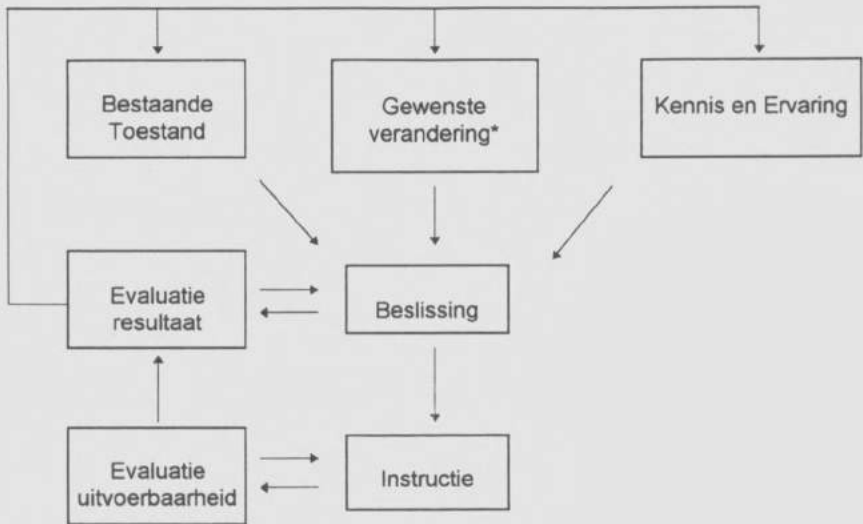 Bestaande
Toestand
Gewenste
verandering*
Kennis en Ervaring
Evaluatie
resultaat
Beslissing
Evaluatie
uitvoerbaarheid
Instructie